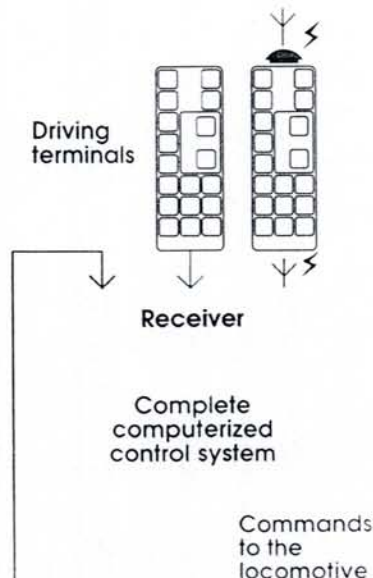 Driving
terminals
Receiver
Complete
computerized
control system
Commands
to the
locomotive